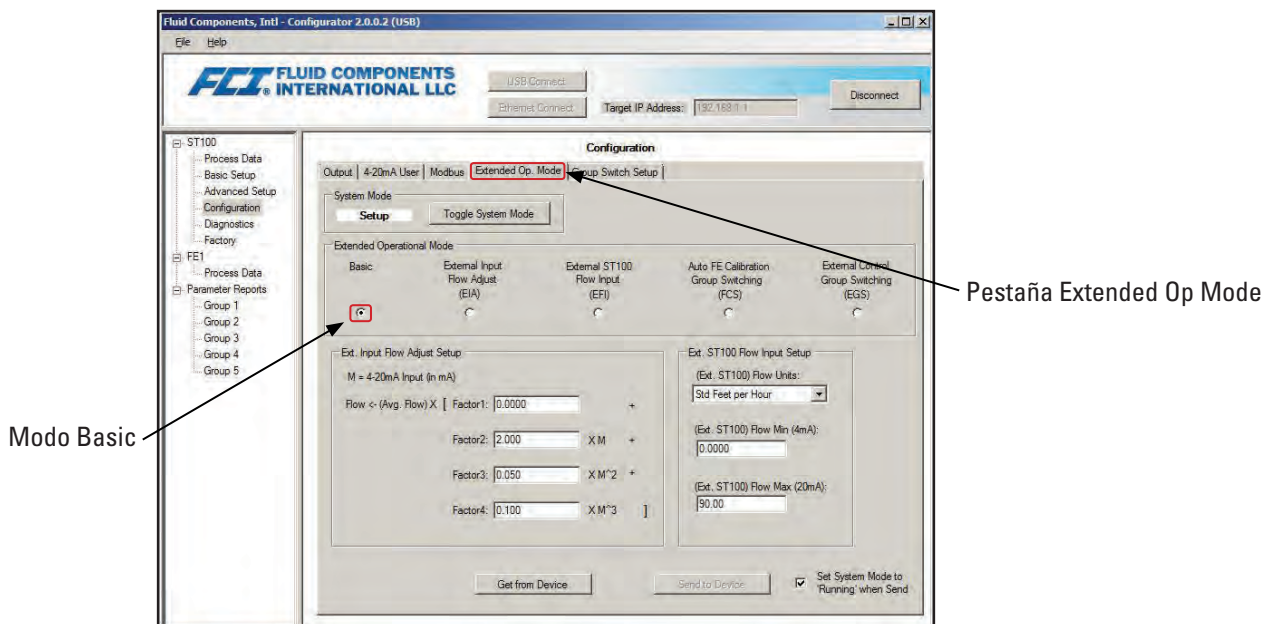 Fluid Components, Intl - Configurator 2.0.0.2 (USB)
File Help
FCI ® FLUID COMPONENTS
INTERNATIONAL LLC
USB Connect
Ethernet Connect
Target IP Address: 192.168.1.1
Disconnect
ST100
Process Data
Basic Setup
Advanced Setup
Configuration
Diagnostics
Factory
FE1
Process Data
Parameter Reports
Group 1
Group 2
Group 3
Group 4
Group 5
Configuration
Output 4-20mA User Modbus Extended Op. Mode Group Switch Setup
System Mode
Setup Toggle System Mode
Extended Operational Mode
Basic
External Input
Flow Adjust
(EIA)
External ST100
Flow Input
(EFI)
Auto FE Calibration
Group Switching
(FCS)
External Control
Group Switching
(EGS)
Ext. Input Flow Adjust Setup
M = 4-20mA Input (in mA)
Flow <- (Avg. Flow) X [ Factor1: 0.0000 +
Factor2: 2.000 X M +
Factor3: 0.050 X M^2 +
Factor4: 0.100 X M^3 ]
Ext. ST100 Flow Input Setup
(Ext. ST100) Flow Units:
Std Feet per Hour
(Ext. ST100) Flow Min (4mA):
0.0000
(Ext. ST100) Flow Max (20mA):
90.00
Get from Device
Send to Device
Set System Mode to
'Running' when Send
Pestaña Extended Op Mode
Modo Basic